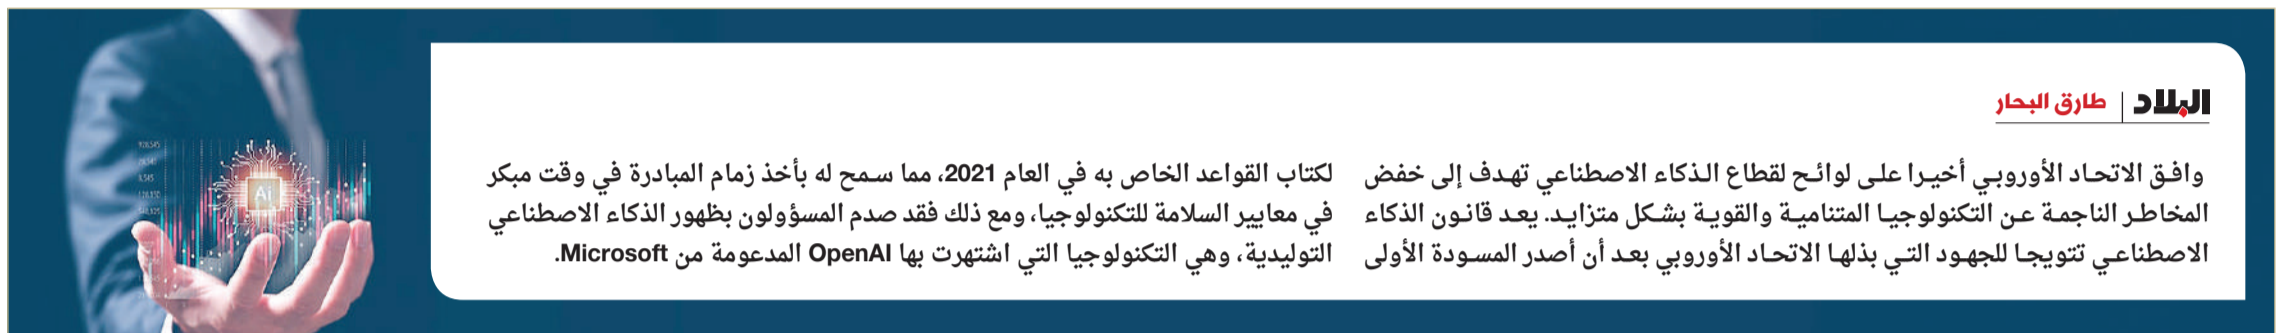 البلاد | طارق البحار
وافق الاتحاد الأوروبي أخيرا على لوائح لقطاع الذكاء الاصطناعي تهدف إلى خفض
المخاطر الناجمة عن التكنولوجيا المتنامية والقوية بشكل متزايد. يعد قانون الذكاء
الاصطناعي تتويجا للجهود التي بذلها الاتحاد الأوروبي بعد أن أصدر المسودة الأولى
لكتاب القواعد الخاص به في العام 2021، مما سمح له بأخذ زمام المبادرة في وقت مبكر
في معايير السلامة للتكنولوجيا، ومع ذلك فقد صدم المسؤولون بظهور الذكاء الاصطناعي
التوليدية، وهي التكنولوجيا التي اشتهرت بها OpenAI المدعومة من Microsoft.
Ai